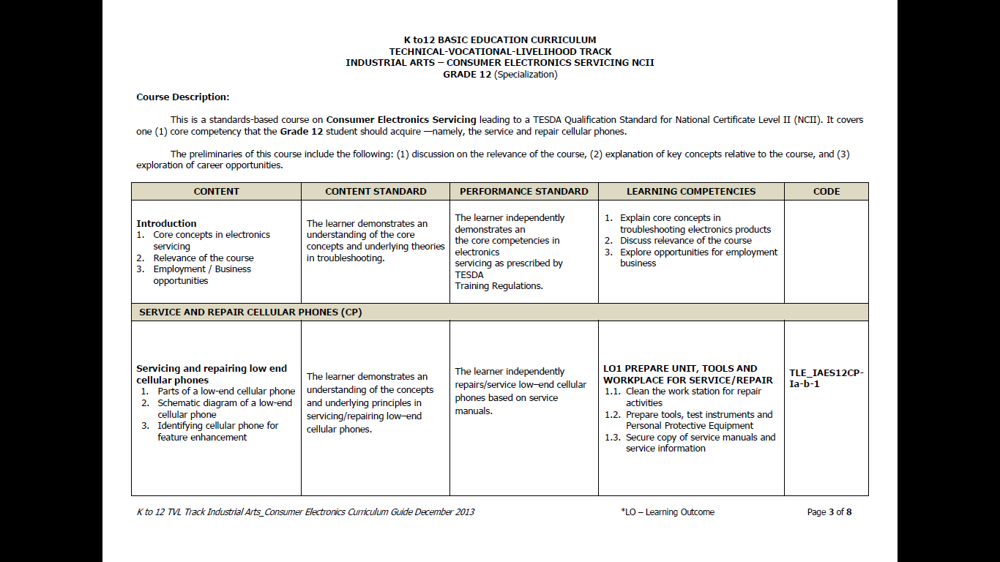 K to12 BASIC EDUCATION CURRICULUM
TECHNICAL-VOCATIONAL-LIVELIHOOD TRACK
INDUSTRIAL ARTS – CONSUMER ELECTRONICS SERVICING NCII
GRADE 12 (Specialization)
Course Description:
This is a standards-based course on Consumer Electronics Servicing leading to a TESDA Qualification Standard for National Certificate Level II (NCII). It covers
one (1) core competency that the Grade 12 student should acquire —namely, the service and repair cellular phones.
The preliminaries of this course include the following: (1) discussion on the relevance of the course, (2) explanation of key concepts relative to the course, and (3)
exploration of career opportunities.
CONTENT
CONTENT STANDARD
PERFORMANCE STANDARD
LEARNING COMPETENCIES
CODE
Introduction
1. Core concepts in electronics
servicing
2. Relevance of the course
3. Employment / Business
opportunities
The learner demonstrates an
understanding of the core
concepts and underlying theories
in troubleshooting.
The learner independently
demonstrates an
the core competencies in
electronics
servicing as prescribed by
TESDA
Training Regulations.
1. Explain core concepts in
troubleshooting electronics products
2. Discuss relevance of the course
3. Explore opportunities for employment
business
SERVICE AND REPAIR CELLULAR PHONES (CP)
Servicing and repairing low end
cellular phones
1. Parts of a low-end cellular phone
2. Schematic diagram of a low-end
cellular phone
3. Identifying cellular phone for
feature enhancement
The learner demonstrates an
understanding of the concepts
and underlying principles in
servicing/repairing low–end
cellular phones.
The learner independently
repairs/service low–end cellular
phones based on service
manuals.
LO1 PREPARE UNIT, TOOLS AND
WORKPLACE FOR SERVICE/REPAIR
1.1. Clean the work station for repair
activities
1.2. Prepare tools, test instruments and
Personal Protective Equipment
1.3. Secure copy of service manuals and
service information
TLE_IAES12CP-
Ia-b-1
K to 12 TVL Track Industrial Arts_Consumer Electronics Curriculum Guide December 2013
*LO – Learning Outcome
Page 3 of 8